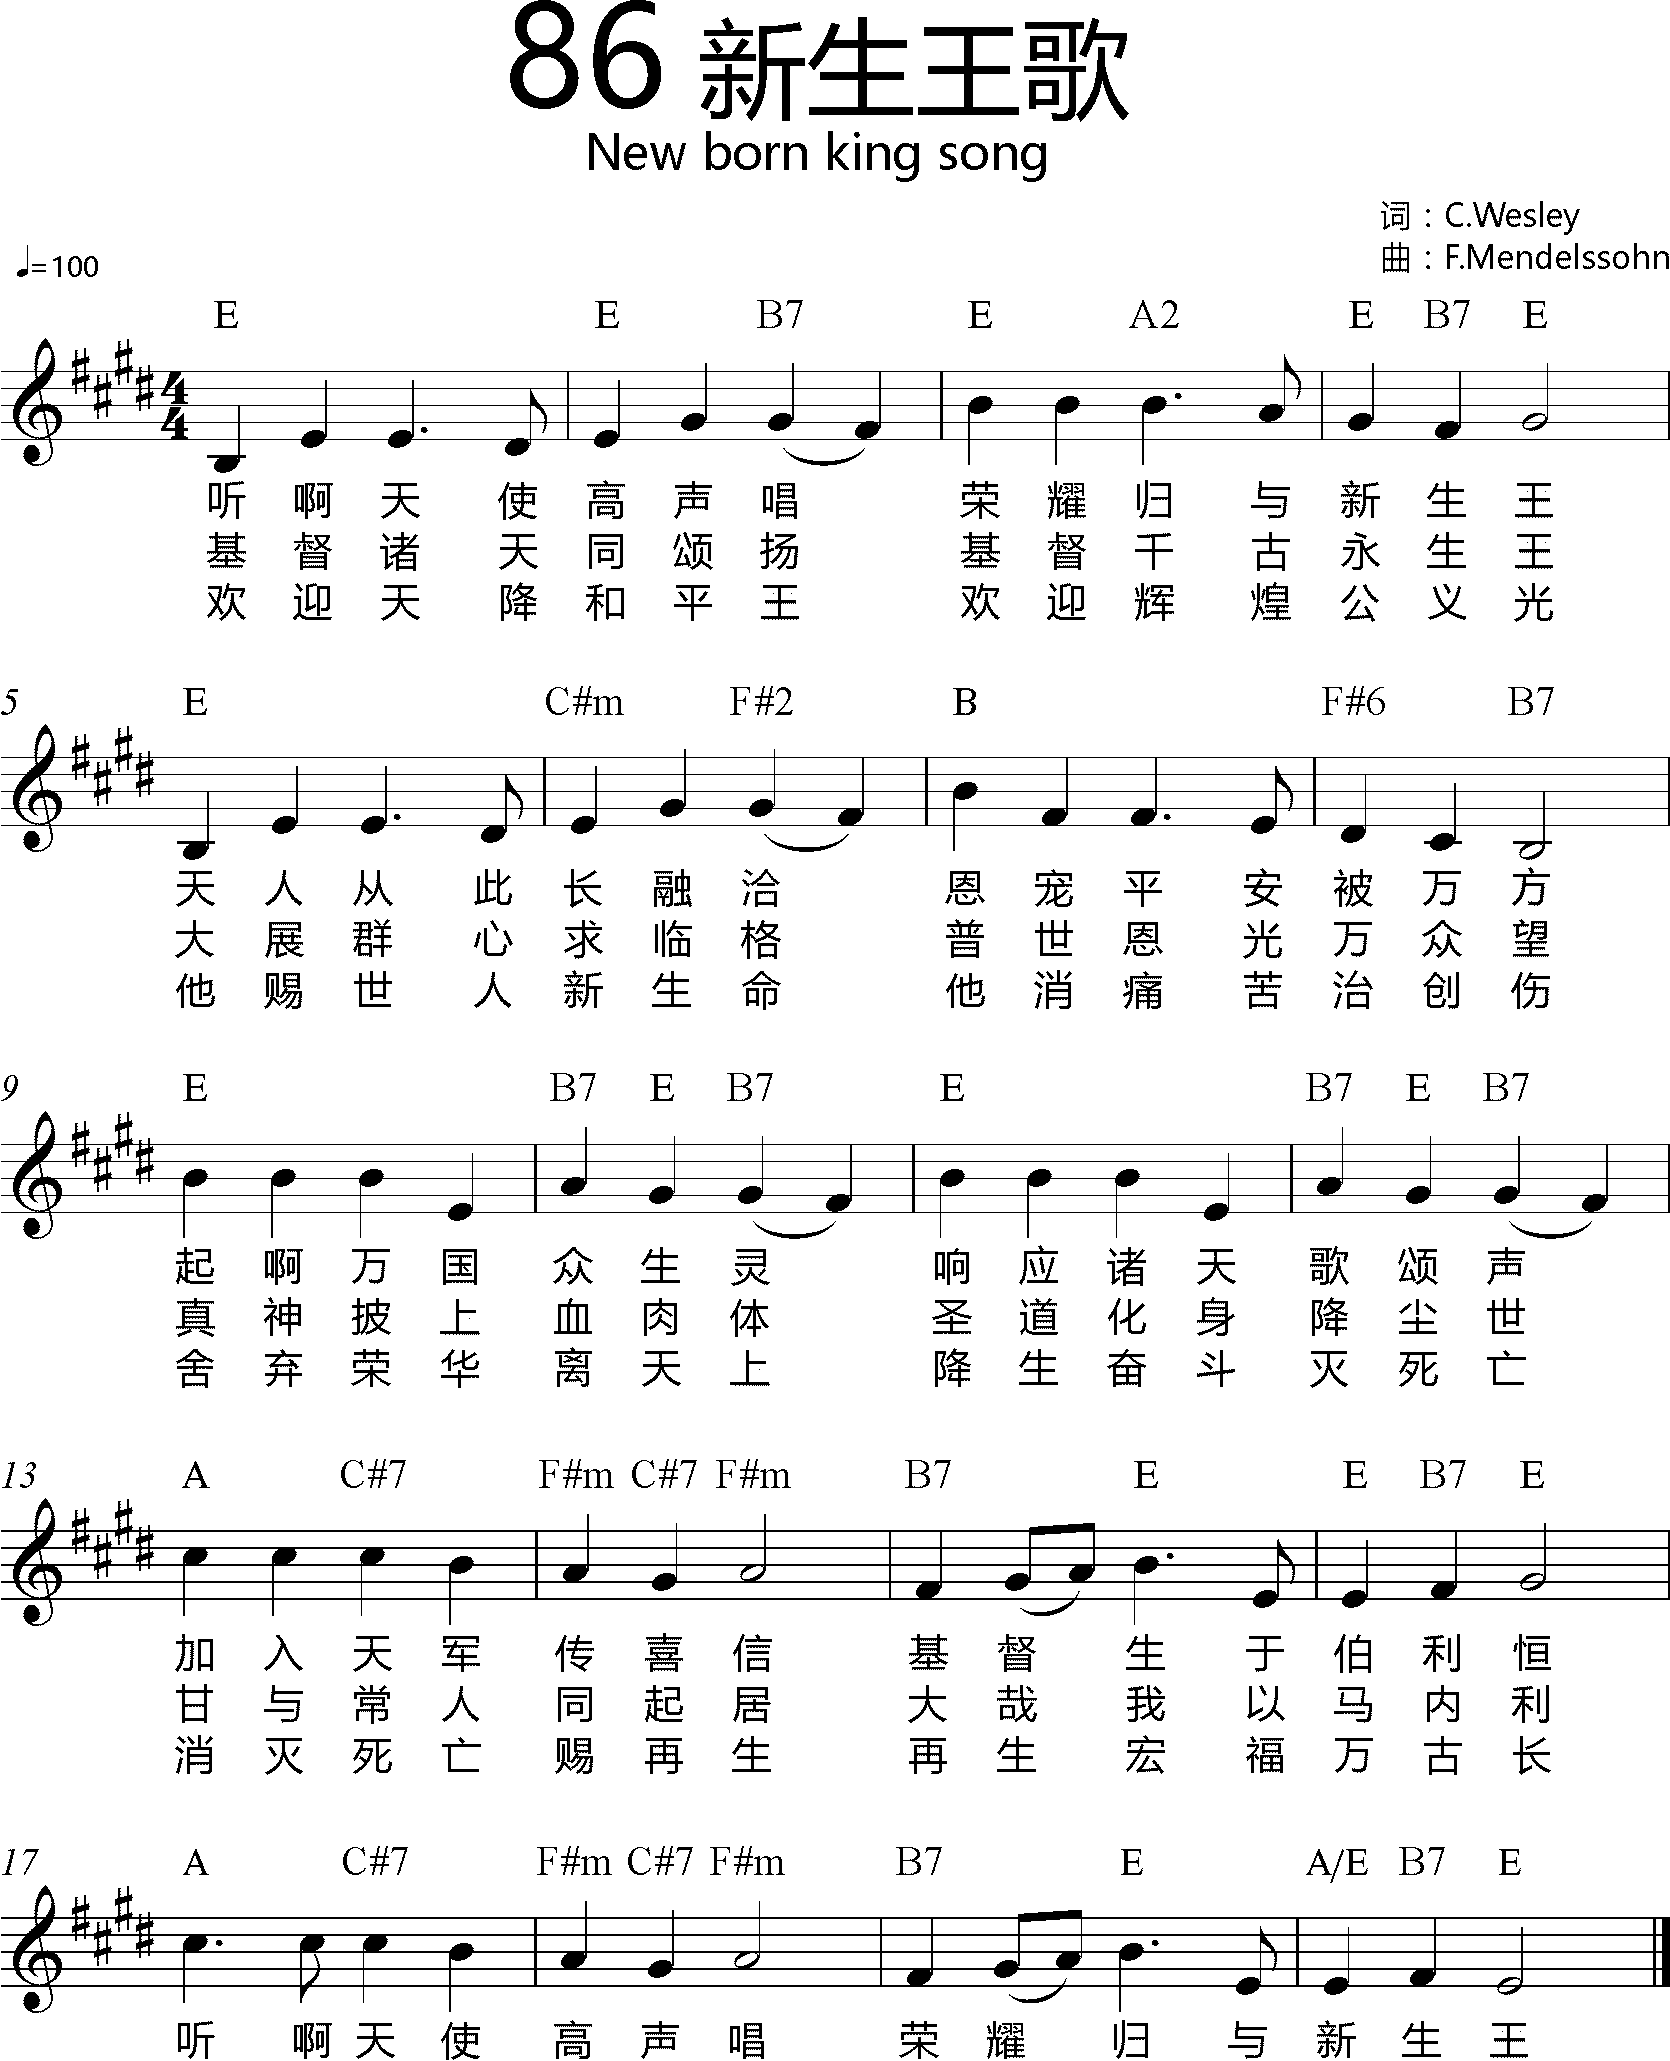 86 新生王歌
New born king song
词：C.Wesley
♩=100
曲：F.Mendelssohn
E E B7 E A2 E B7 E
4
4
听啊天使高声唱 荣耀归与新生王
基督诸天同颂扬 基督千古永生王
欢迎天降和平王 欢迎辉煌公义光
5 E C#m F#2 B F#6 B7
天人从此长融洽 恩宠平安被万方
大展群心求临格 普世恩光万众望
他赐世人新生命 他消痛苦治创伤
9 E B7 E B7 E B7 E B7
起啊万国众生灵 响应诸天歌颂声
真神披上血肉体 圣道化身降尘世
舍弃荣华离天上 降生奋斗灭死亡
13 A C#7 F#m C#7 F#m B7 E E B7 E
加入天军传喜信 基督生于伯利恒
甘与常人同起居 大哉我以马内利
消灭死亡赐再生 再生宏福万古长
17 A C#7 F#m C#7 F#m B7 E A/E B7 E
听啊天使高声唱 荣耀归与新生王